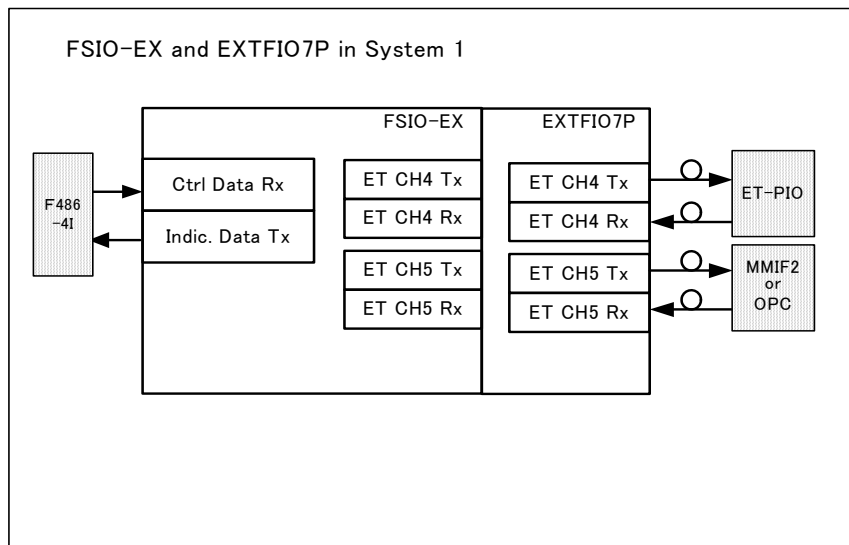 FSIO-EX and EXTFIO7P in System 1
FSIO-EX
EXTFIO7P
F486
-4I
Ctrl Data Rx
Indic. Data Tx
ET CH4 Tx
ET CH4 Rx
ET CH5 Tx
ET CH5 Rx
ET CH4 Tx
ET CH4 Rx
ET CH5 Tx
ET CH5 Rx
ET-PIO
MMIF2
or
OPC